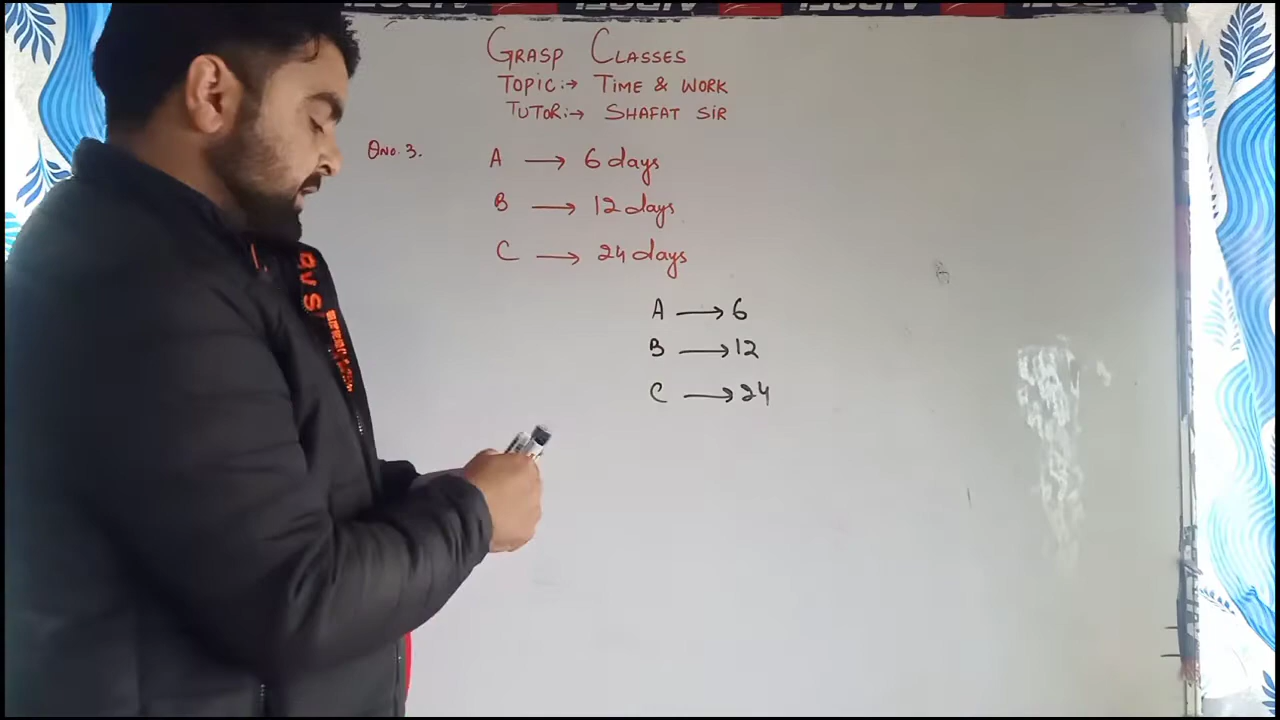 GRASP CLASSES
TOPIC:→ TIME & WORK
TUTOR:→ SHAFAT SIR
Qno. 3.
A → 6 days
B → 12 days
C → 24 days
A → 6
B → 12
C → 24